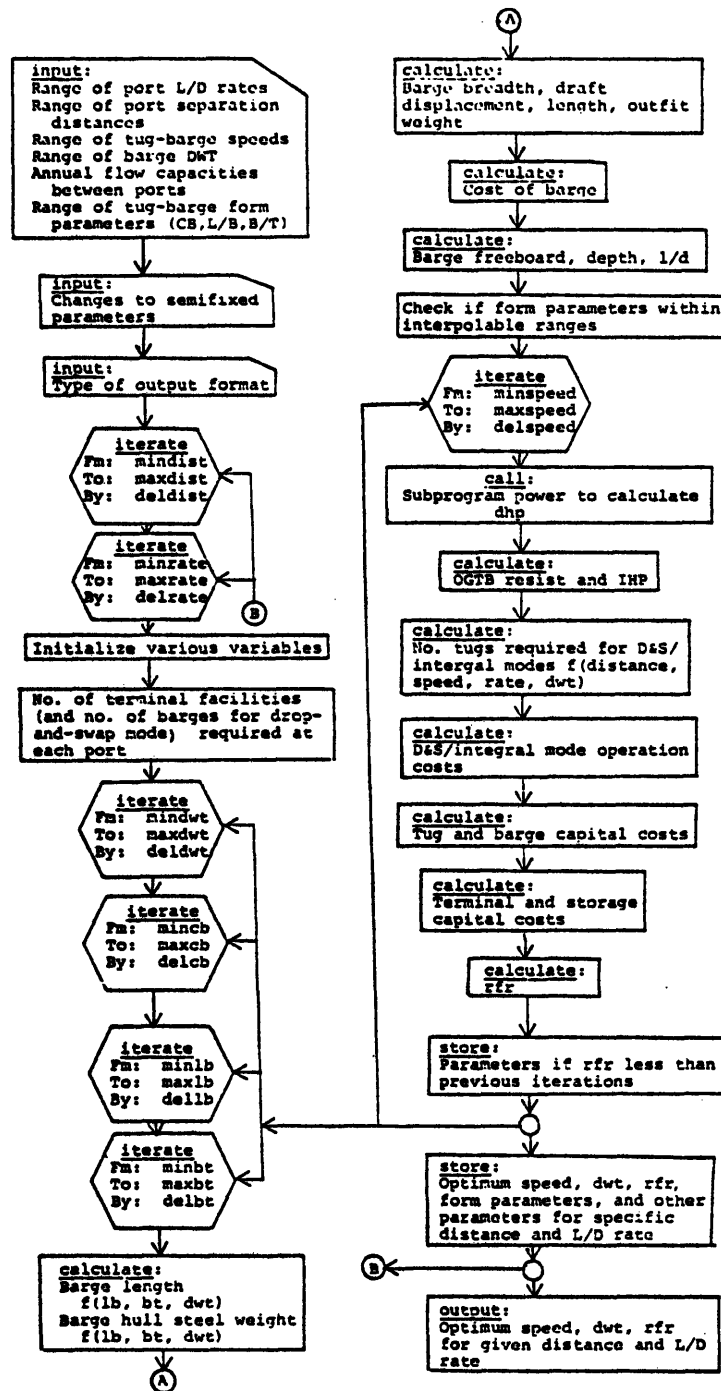 input:
Range of port L/D rates
Range of port separation
distances
Range of tug-barge speeds
Range of barge DWT
Annual flow capacities
between ports
Range of tug-barge form
parameters (CB,L/B,B/T)
input:
Changes to semifixed
parameters
input:
Type of output format
iterate
Fm: mindist
To: maxdist
By: deldist
iterate
Fm: minrate
To: maxrate
By: delrate
B
Initialize various variables
No. of terminal facilities
(and no. of barges for drop-
and-swap mode) required at
each port
iterate
Fm: mindwt
To: maxdwt
By: deldwt
iterate
Fm: mincb
To: maxcb
By: delcb
iterate
Fm: minlb
To: maxlb
By: dellb
iterate
Fm: minbt
To: maxbt
By: delbt
calculate:
Barge length
f(lb, bt, dwt)
Barge hull steel weight
f(lb, bt, dwt)
A
A
calculate:
Barge breadth, draft
displacement, length, outfit
weight
calculate:
Cost of barge
calculate:
Barge freeboard, depth, l/d
Check if form parameters within
interpolable ranges
iterate
Fm: minspeed
To: maxspeed
By: delspeed
call:
Subprogram power to calculate
dhp
calculate:
OGTB resist and IHP
calculate:
No. tugs required for D&S/
intergal modes f(distance,
speed, rate, dwt)
calculate:
D&S/integral mode operation
costs
calculate:
Tug and barge capital costs
calculate:
Terminal and storage
capital costs
calculate:
rfr
store:
Parameters if rfr less than
previous iterations
store:
Optimum speed, dwt, rfr,
form parameters, and other
parameters for specific
distance and L/D rate
B
output:
Optimum speed, dwt, rfr
for given distance and L/D
rate